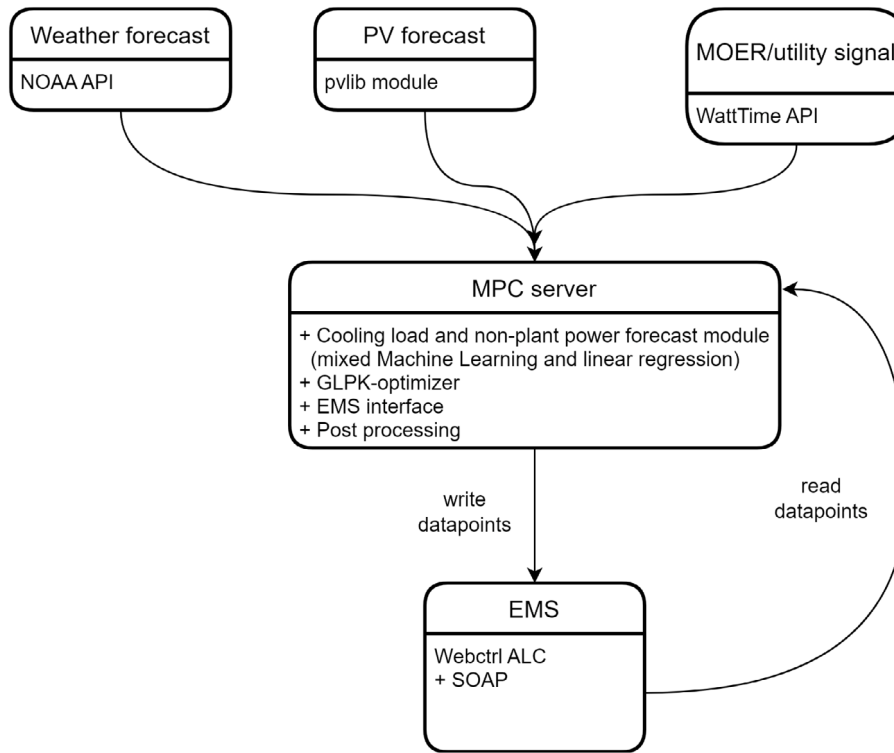 Weather forecast
NOAA API
PV forecast
pvlib module
MOER/utility signal
WattTime API
MPC server
+ Cooling load and non-plant power forecast module
(mixed Machine Learning and linear regression)
+ GLPK-optimizer
+ EMS interface
+ Post processing
write
datapoints
read
datapoints
EMS
Webctrl ALC
+ SOAP